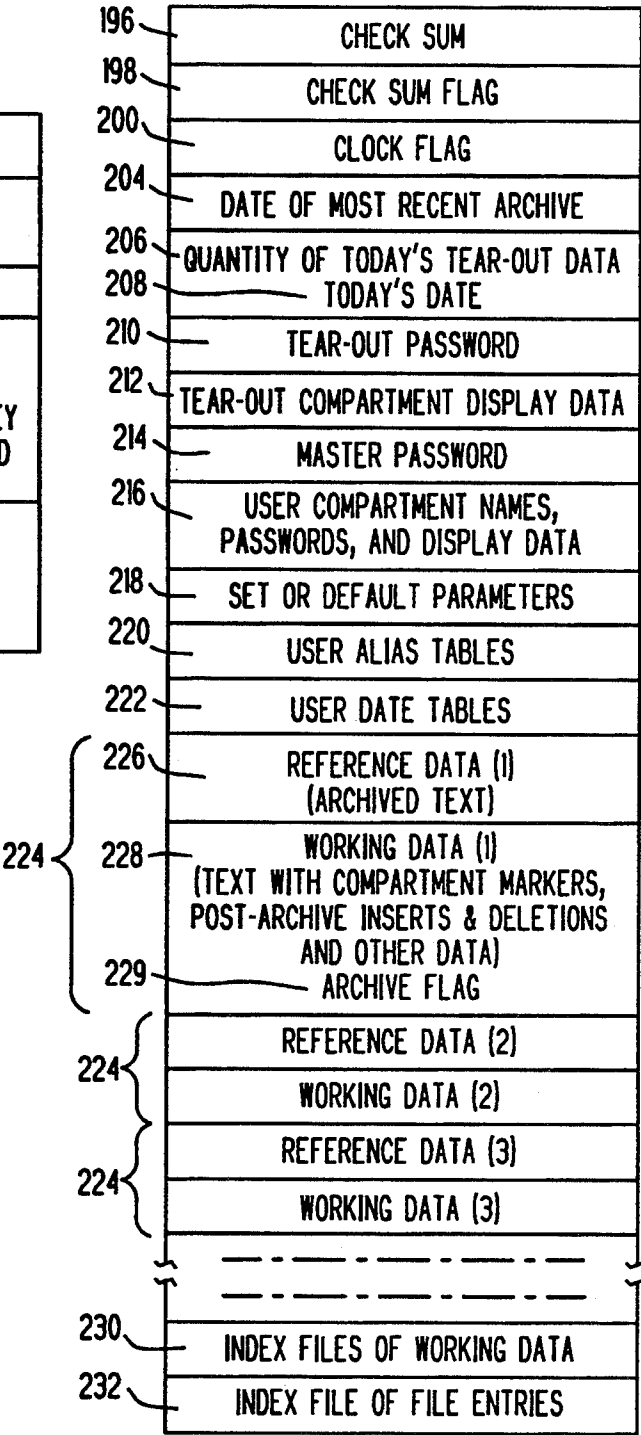 196 CHECK SUM
198 CHECK SUM FLAG
200 CLOCK FLAG
204 DATE OF MOST RECENT ARCHIVE
206 QUANTITY OF TODAY'S TEAR-OUT DATA
208 TODAY'S DATE
210 TEAR-OUT PASSWORD
212 TEAR-OUT COMPARTMENT DISPLAY DATA
214 MASTER PASSWORD
216 USER COMPARTMENT NAMES,
PASSWORDS, AND DISPLAY DATA
218 SET OR DEFAULT PARAMETERS
220 USER ALIAS TABLES
222 USER DATE TABLES
224
226 REFERENCE DATA (1)
(ARCHIVED TEXT)
228 WORKING DATA (1)
(TEXT WITH COMPARTMENT MARKERS,
POST-ARCHIVE INSERTS & DELETIONS
AND OTHER DATA)
229 ARCHIVE FLAG
224 REFERENCE DATA (2)
WORKING DATA (2)
224 REFERENCE DATA (3)
WORKING DATA (3)
230 INDEX FILES OF WORKING DATA
232 INDEX FILE OF FILE ENTRIES